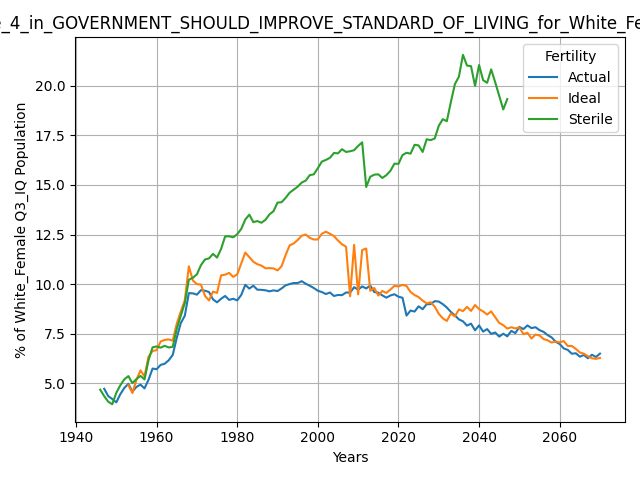 _4_in_GOVERNMENT_SHOULD_IMPROVE_STANDARD_OF_LIVING_for_White_Fe
% of White_Female Q3_IQ Population
20.0
17.5
15.0
12.5
10.0
7.5
5.0
Fertility
Actual
Ideal
Sterile
1940
1960
1980
2000
2020
2040
2060
Years